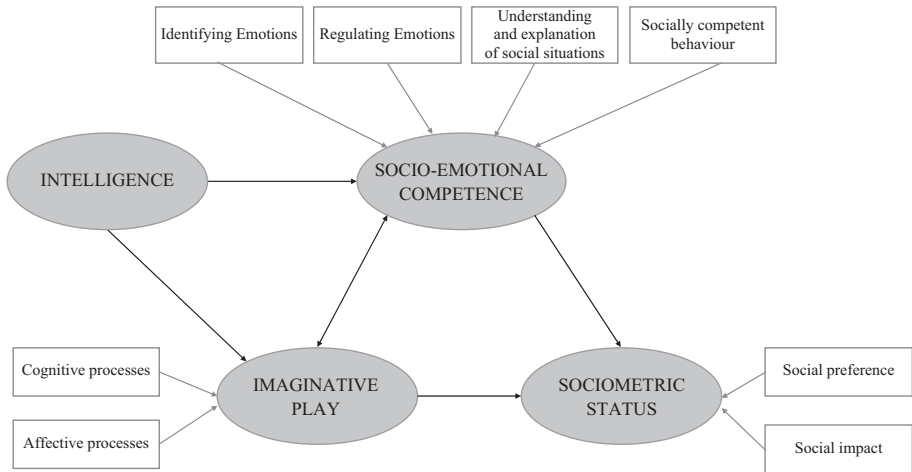 Identifying Emotions
Regulating Emotions
Understanding
and explanation
of social situations
Socially competent
behaviour
INTELLIGENCE
SOCIO-EMOTIONAL
COMPETENCE
Cognitive processes
Affective processes
IMAGINATIVE
PLAY
SOCIOMETRIC
STATUS
Social preference
Social impact